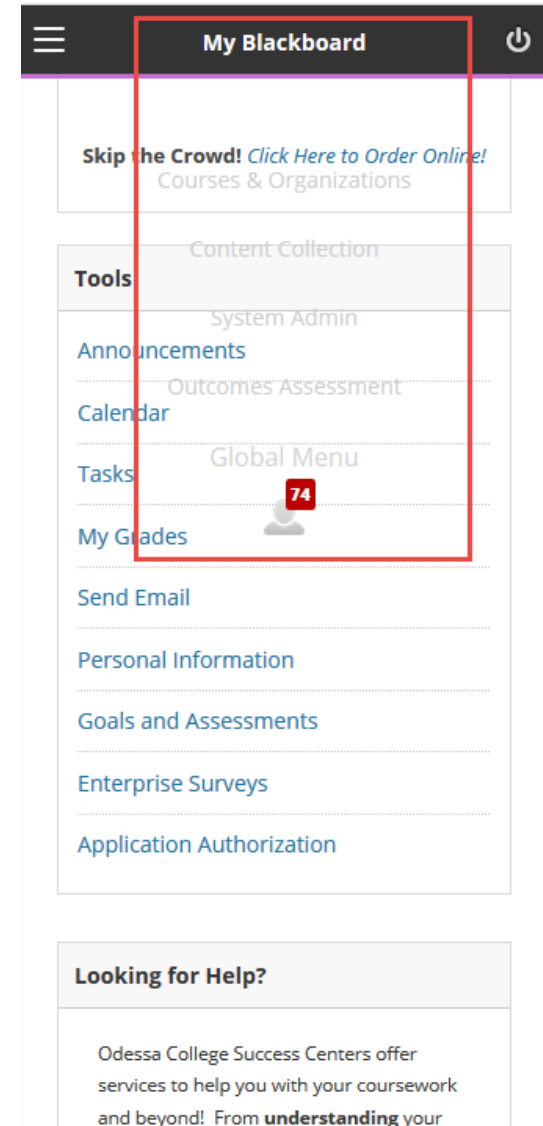 My Blackboard
Skip the Crowd! Click Here to Order Online!
Courses & Organizations
Content Collection
Tools
System Admin
Announcements
Outcomes Assessment
Calendar
Global Menu
Tasks
74
My Grades
Send Email
Personal Information
Goals and Assessments
Enterprise Surveys
Application Authorization
Looking for Help?
Odessa College Success Centers offer
services to help you with your coursework
and beyond! From understanding your